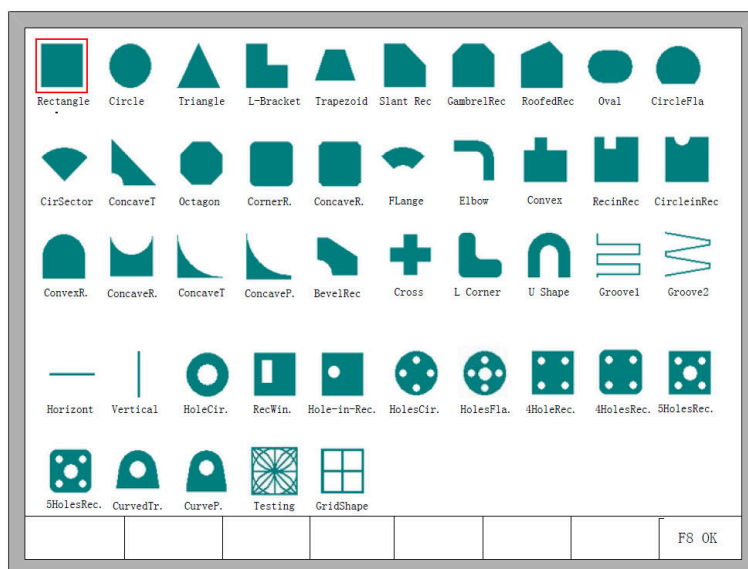 Rectangle Circle Triangle L-Bracket Trapezoid Slant Rec GambrelRec RoofedRec Oval CircleFla
CirSector ConcaveT Octagon CornerR. ConcaveR. FLange Elbow Convex RecinRec CircleinRec
ConvexR. ConcaveR. ConcaveT ConcaveP. BevelRec Cross L Corner U Shape Groove1 Groove2
Horizont Vertical HoleCir. RecWin. Hole-in-Rec. HolesCir. HolesFla. 4HoleRec. 4HolesRec. 5HolesRec.
5HolesRec. CurvedTr. CurveP. Testing GridShape
F8 OK